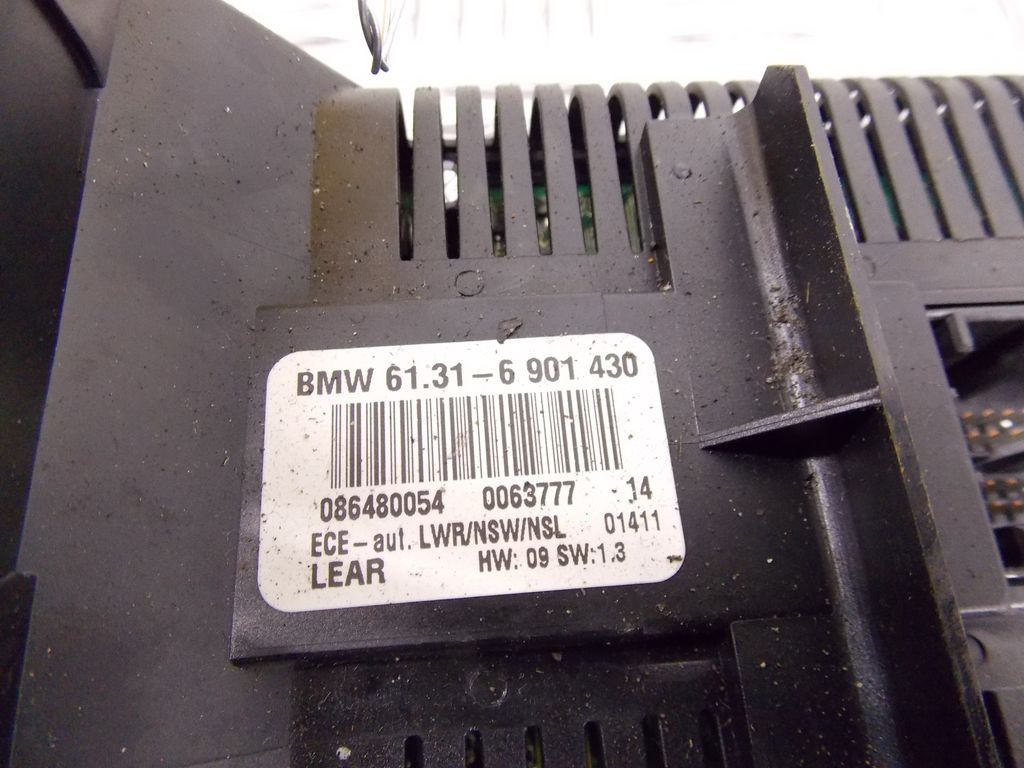 BMW 61.31-6 901 430
086480054 0063777 14
ECE-aut. LWR/NSW/NSL 01411
LEAR HW: 09 SW:1.3